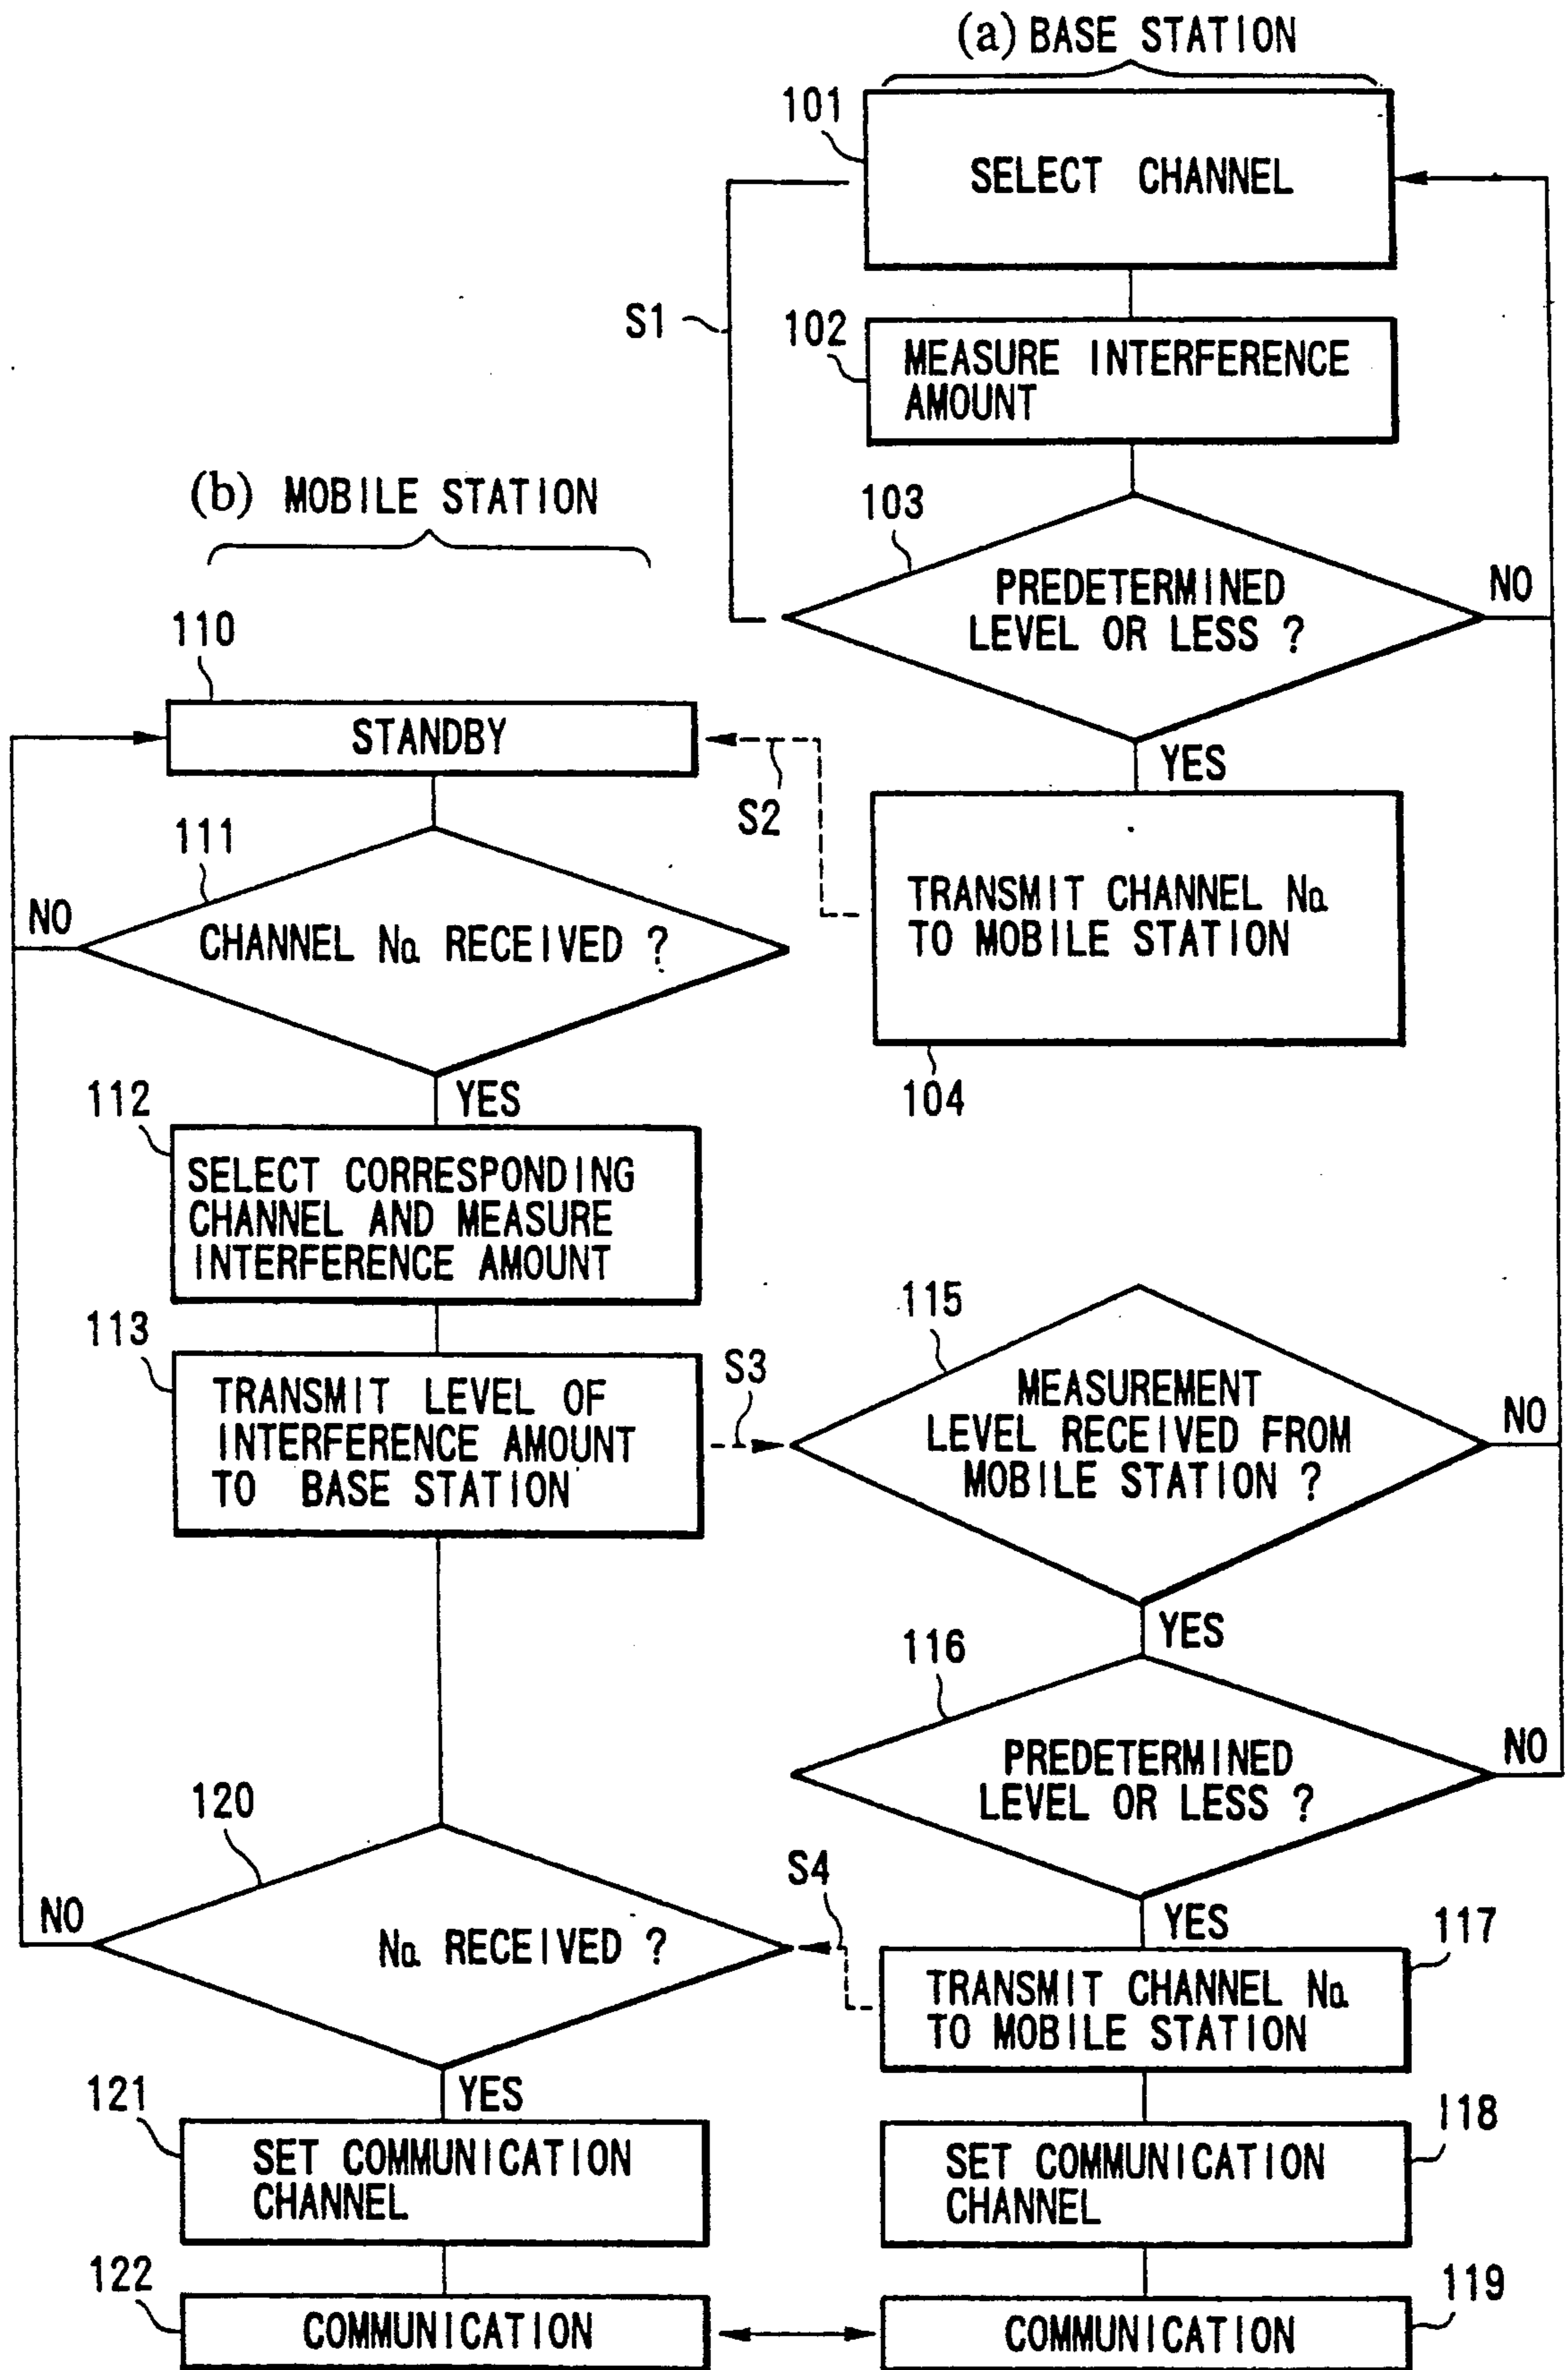 (a) BASE STATION
101
SELECT CHANNEL
S1
102
MEASURE INTERFERENCE
AMOUNT
(b) MOBILE STATION
103
PREDETERMINED
LEVEL OR LESS ?
NO
110
STANDBY
YES
S2
111
TRANSMIT CHANNEL No.
TO MOBILE STATION
NO
CHANNEL No. RECEIVED ?
104
112
YES
SELECT CORRESPONDING
CHANNEL AND MEASURE
INTERFERENCE AMOUNT
113
TRANSMIT LEVEL OF
INTERFERENCE AMOUNT
TO BASE STATION
S3
115
MEASUREMENT
LEVEL RECEIVED FROM
MOBILE STATION ?
NO
YES
116
PREDETERMINED
LEVEL OR LESS ?
NO
120
NO
No. RECEIVED ?
S4
YES
117
TRANSMIT CHANNEL No.
TO MOBILE STATION
121
YES
SET COMMUNICATION
CHANNEL
118
SET COMMUNICATION
CHANNEL
122
COMMUNICATION
119
COMMUNICATION